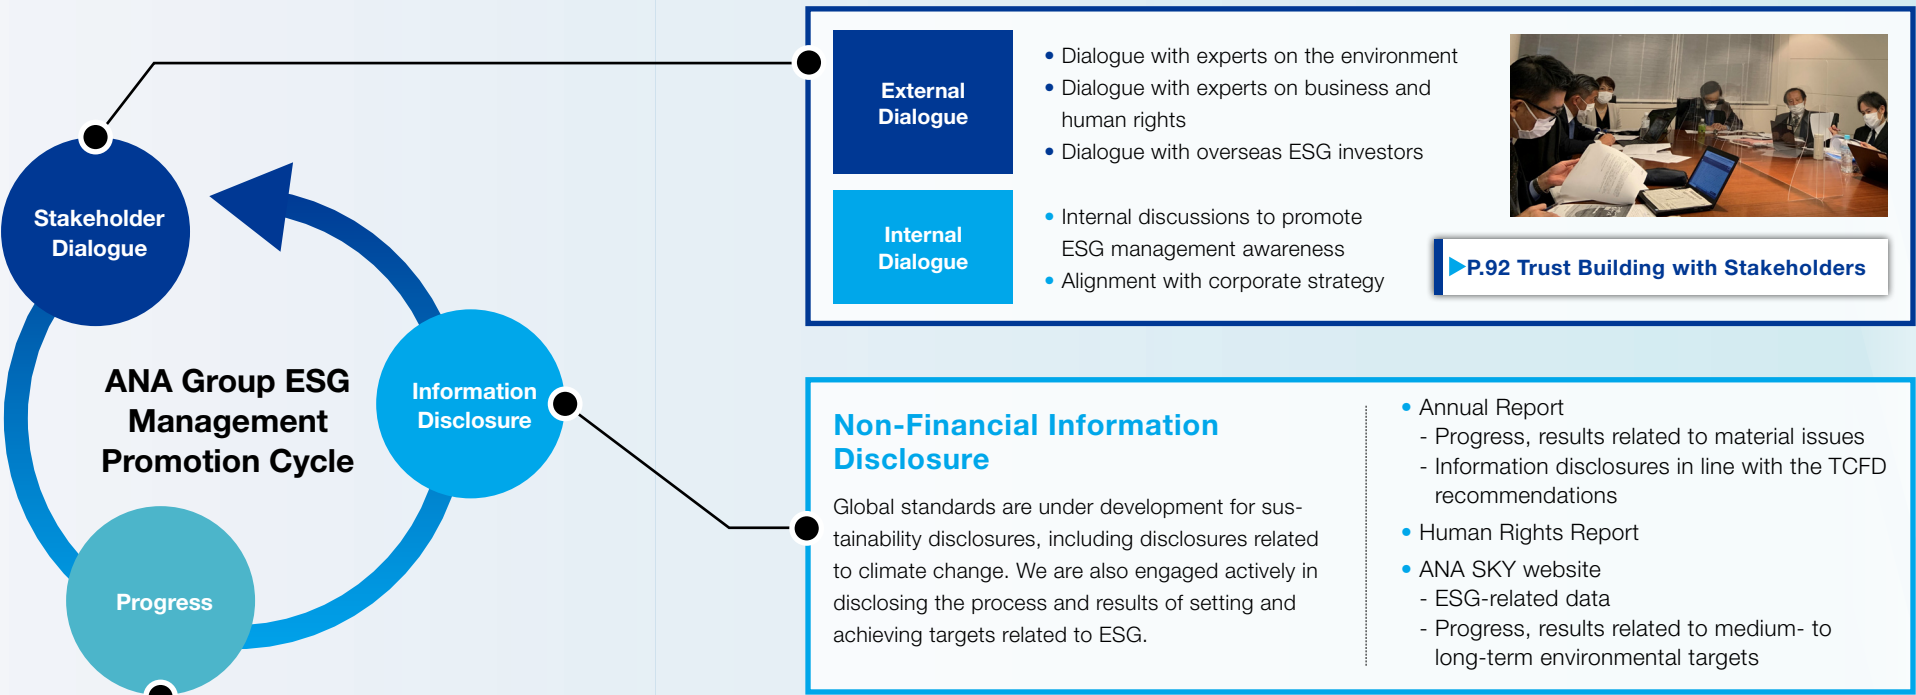 Stakeholder
Dialogue
ANA Group ESG
Management
Promotion Cycle
Information
Disclosure
Progress
External
Dialogue
• Dialogue with experts on the environment
• Dialogue with experts on business and
human rights
• Dialogue with overseas ESG investors
Internal
Dialogue
• Internal discussions to promote
ESG management awareness
• Alignment with corporate strategy
P.92 Trust Building with Stakeholders
Non-Financial Information
Disclosure
Global standards are under development for sus-
tainability disclosures, including disclosures related
to climate change. We are also engaged actively in
disclosing the process and results of setting and
achieving targets related to ESG.
• Annual Report
- Progress, results related to material issues
- Information disclosures in line with the TCFD
recommendations
• Human Rights Report
• ANA SKY website
- ESG-related data
- Progress, results related to medium- to
long-term environmental targets